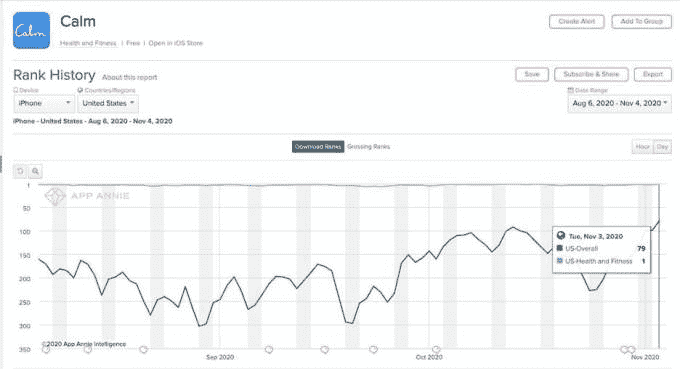 Calm
Calm
Create Alert
Add To Group
Health and Fitness | Free | Open in iOS Store
Rank History About this report
Save
Subscribe & Share
Export
Device
Countries/Regions
Date Range
iPhone
United States
Aug 6, 2020 - Nov 4, 2020
iPhone - United States - Aug 6, 2020 - Nov 4, 2020
Download Ranks
Grossing Ranks
Hour
Day
1
APP ANNIE
50
100
Tue, Nov 3, 2020
150
US-Overall 79
US-Health and Fitness 1
200
250
300
©2020 App Annie Intelligence
350
Sep 2020
Oct 2020
Nov 2020